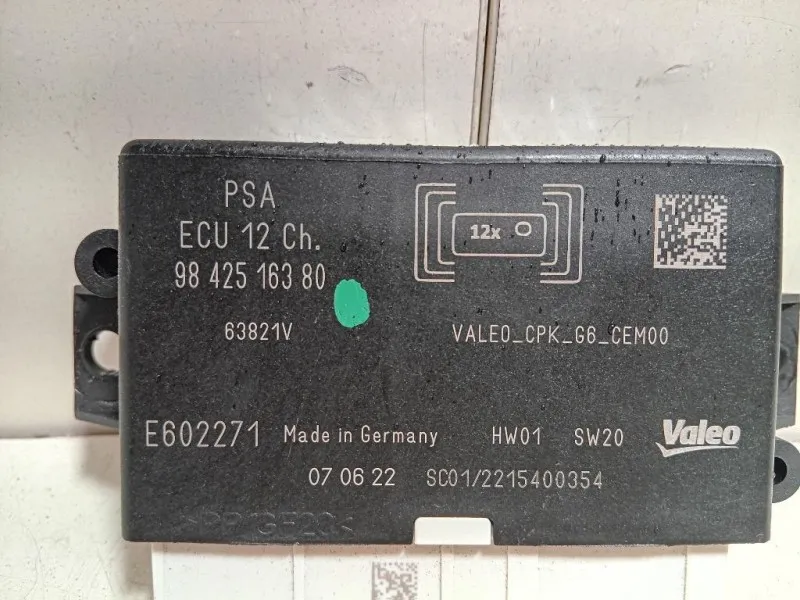 PSA
ECU 12 Ch.
98 425 163 80
12x
63821V
VALEO_CPK_G6_CEM00
E602271 Made in Germany HW01 SW20 Valeo
07 06 22 SC01/2215400354